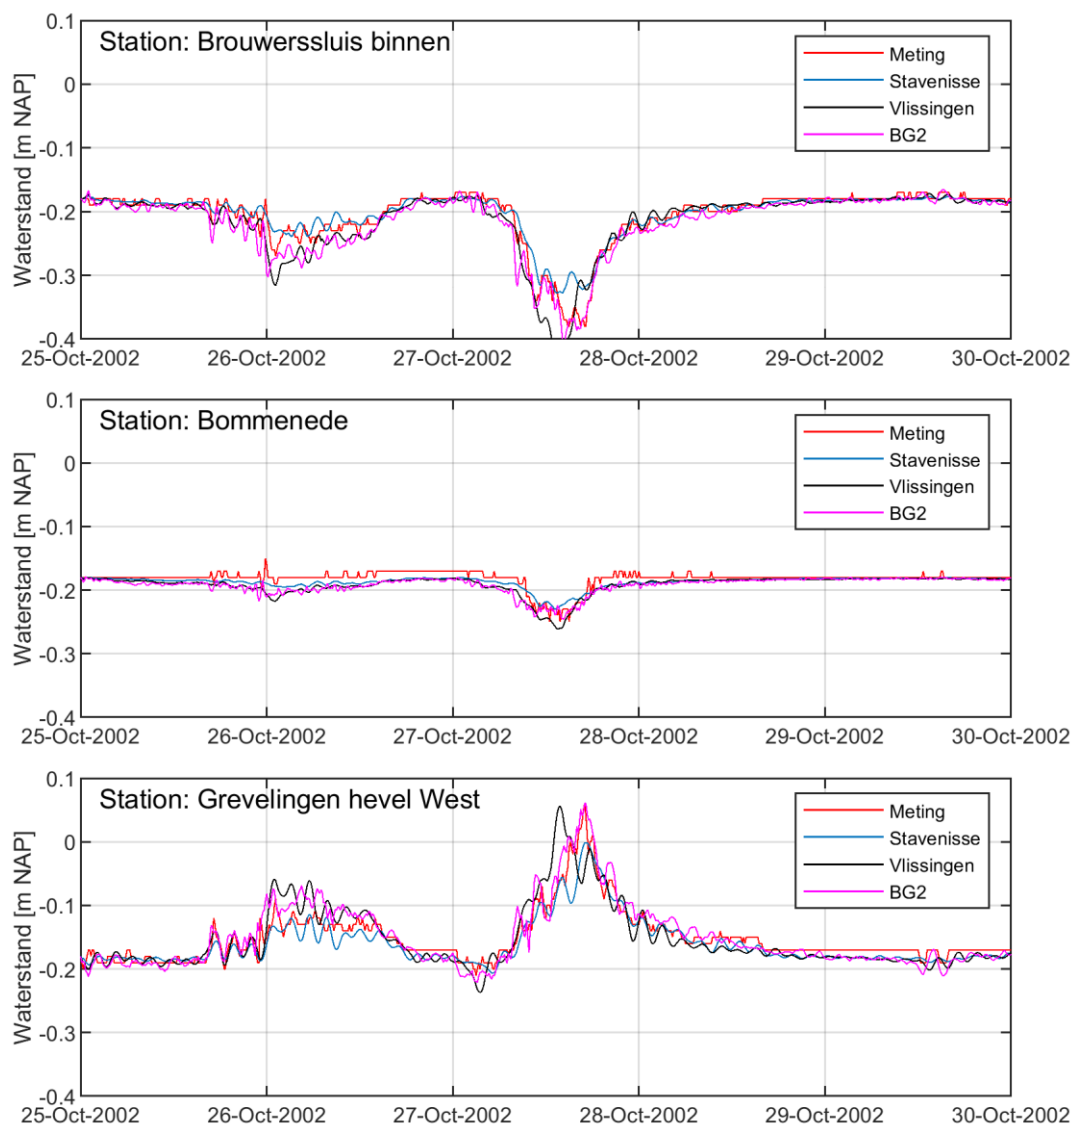 Station: Brouwerssluis binnen
Waterstand [m NAP]
0.1
0
-0.1
-0.2
-0.3
-0.4
Meting
Stavenisse
Vlissingen
BG2
25-Oct-2002 26-Oct-2002 27-Oct-2002 28-Oct-2002 29-Oct-2002 30-Oct-2002
Station: Bommenede
Waterstand [m NAP]
0.1
0
-0.1
-0.2
-0.3
-0.4
Meting
Stavenisse
Vlissingen
BG2
25-Oct-2002 26-Oct-2002 27-Oct-2002 28-Oct-2002 29-Oct-2002 30-Oct-2002
Station: Grevelingen hevel West
Waterstand [m NAP]
0.1
0
-0.1
-0.2
-0.3
-0.4
Meting
Stavenisse
Vlissingen
BG2
25-Oct-2002 26-Oct-2002 27-Oct-2002 28-Oct-2002 29-Oct-2002 30-Oct-2002